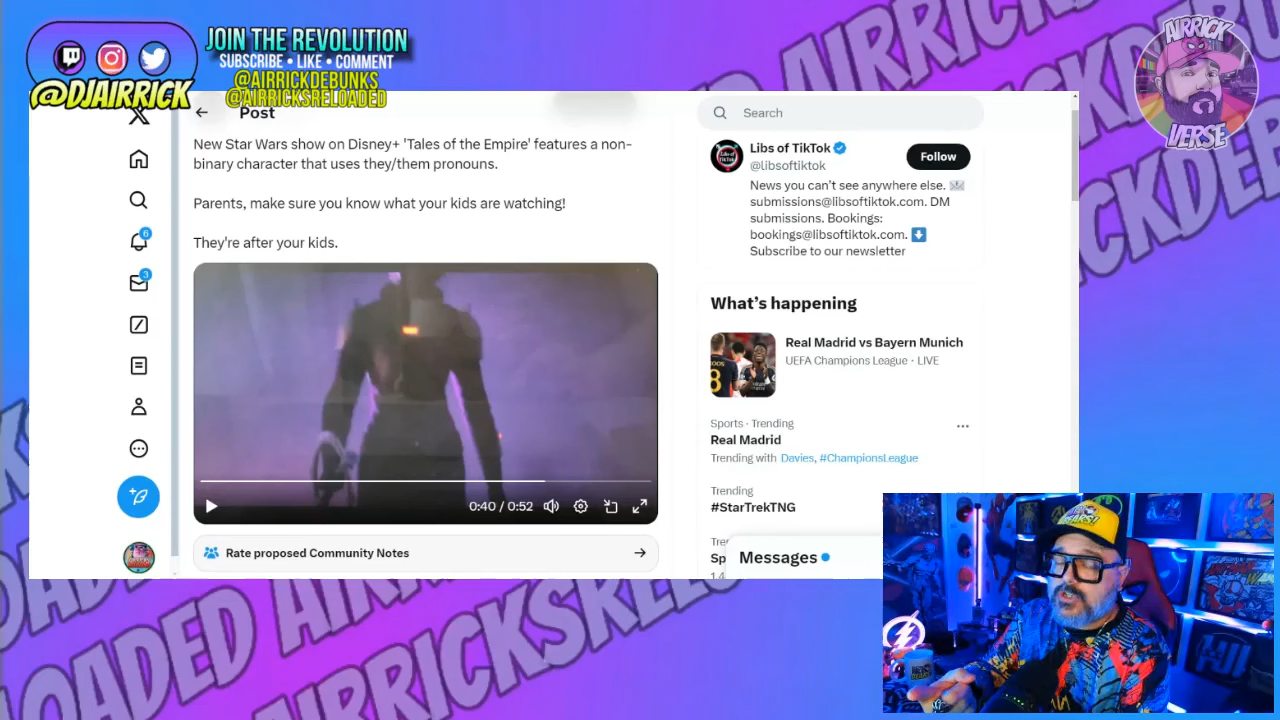 JOIN THE REVOLUTION
SUBSCRIBE • LIKE • COMMENT
@AIRRICKDEBUNKS
@AIRRICKSRELOADED
@DJAIRRICK
AIRRICK
VERSE
Post
New Star Wars show on Disney+ 'Tales of the Empire' features a non-
binary character that uses they/them pronouns.
Parents, make sure you know what your kids are watching!
They're after your kids.
0:40 / 0:52
Rate proposed Community Notes
6
3
Search
Libs of TikTok
@libsoftiktok
Follow
News you can't see anywhere else.
submissions@libsoftiktok.com. DM
submissions. Bookings:
bookings@libsoftiktok.com.
Subscribe to our newsletter
What's happening
Real Madrid vs Bayern Munich
UEFA Champions League · LIVE
Sports · Trending
Real Madrid
Trending with Davies, #ChampionsLeague
Trending
#StarTrekTNG
Messages